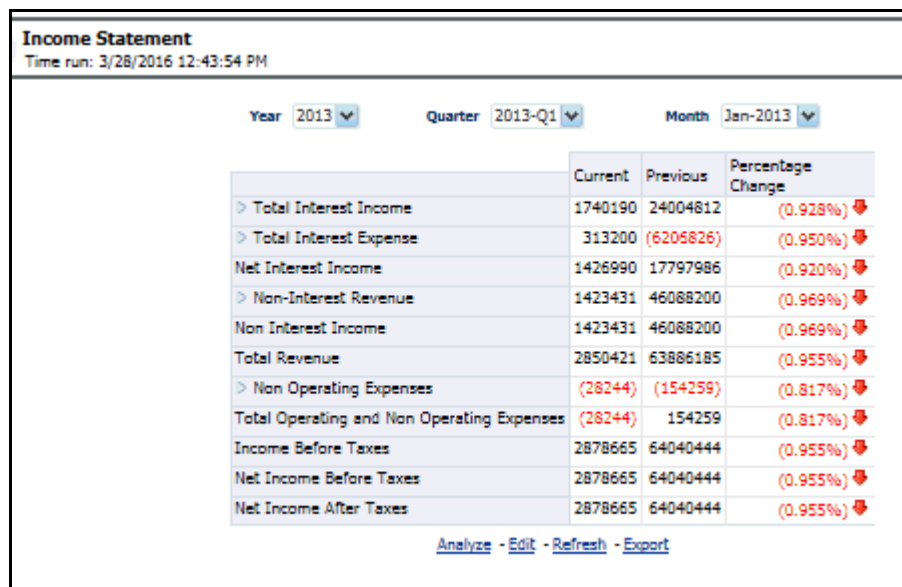 Income Statement
Time run: 3/28/2016 12:43:54 PM
Year 2013 Quarter 2013-Q1 Month Jan-2013
Current Previous Percentage Change
> Total Interest Income 1740190 24004812 (0.928%)
> Total Interest Expense 313200 (6206826) (0.950%)
Net Interest Income 1426990 17797986 (0.920%)
> Non-Interest Revenue 1423431 46088200 (0.969%)
Non Interest Income 1423431 46088200 (0.969%)
Total Revenue 2850421 63886185 (0.955%)
> Non Operating Expenses (28244) (154259) (0.817%)
Total Operating and Non Operating Expenses (28244) 154259 (0.817%)
Income Before Taxes 2878665 64040444 (0.955%)
Net Income Before Taxes 2878665 64040444 (0.955%)
Net Income After Taxes 2878665 64040444 (0.955%)
Analyze - Edit - Refresh - Export